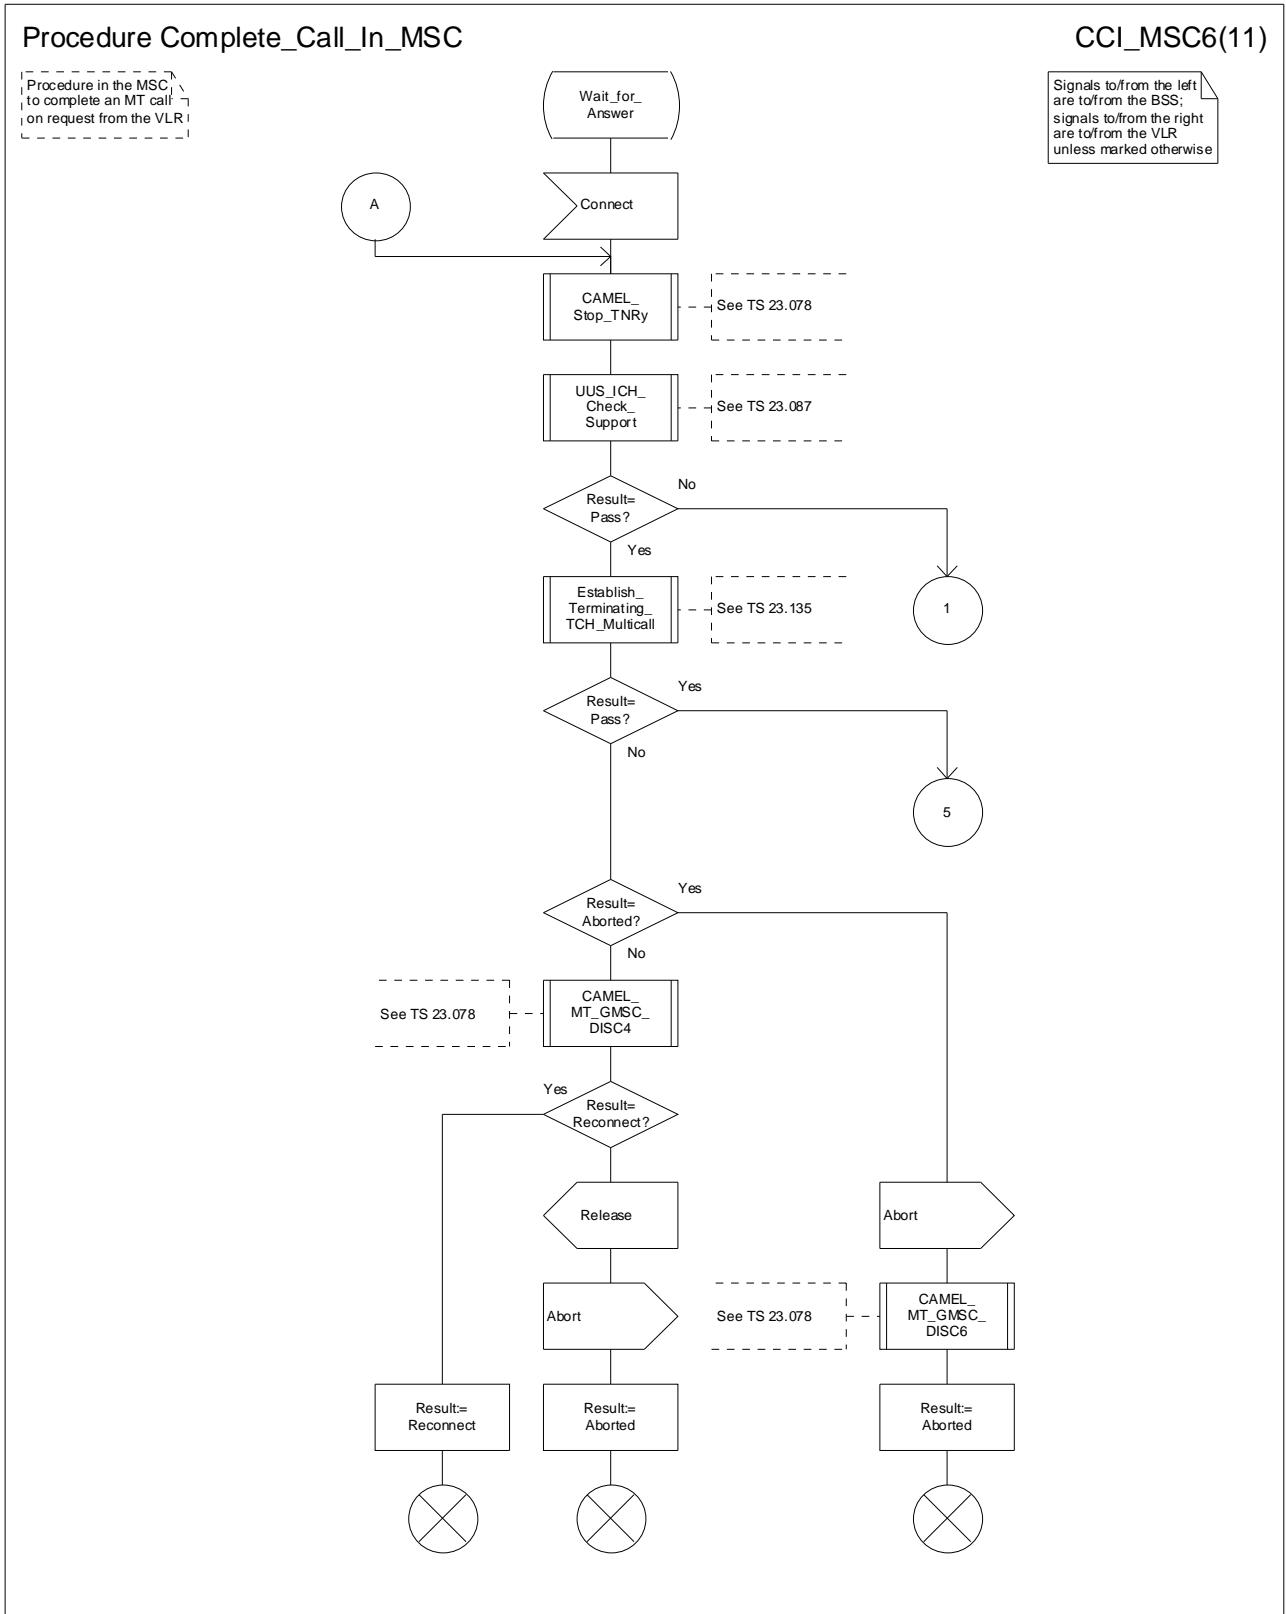 Procedure Complete_Call_In_MSC
CCI_MSC6(11)
Procedure in the MSC
to complete an MT call
on request from the VLR
Wait_for_
Answer
Signals to/from the left
are to/from the BSS;
signals to/from the right
are to/from the VLR
unless marked otherwise
A
Connect
CAMEL_
Stop_TNRy
See TS 23.078
UUS_ICH_
Check_
Support
See TS 23.087
Result=
Pass?
No
Yes
Establish_
Terminating_
TCH_Multicall
See TS 23.135
1
Result=
Pass?
Yes
No
5
Result=
Aborted?
Yes
No
See TS 23.078
CAMEL_
MT_GMSC_
DISC4
Yes
Result=
Reconnect?
Release
Abort
Abort
See TS 23.078
CAMEL_
MT_GMSC_
DISC6
Result:=
Reconnect
Result:=
Aborted
Result:=
Aborted